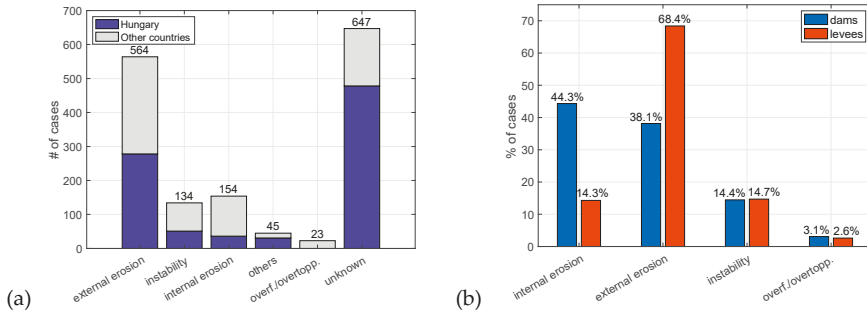 Hungary
Other countries
# of cases
700
600
500
400
300
200
100
0
564
134
154
45
23
647
external erosion
instability
internal erosion
others
overf./overtopp.
unknown
(a)
dams
levees
% of cases
70
60
50
40
30
20
10
0
44.3%
14.3%
38.1%
68.4%
14.4%
14.7%
3.1%
2.6%
internal erosion
external erosion
instability
overf./overtopp.
(b)